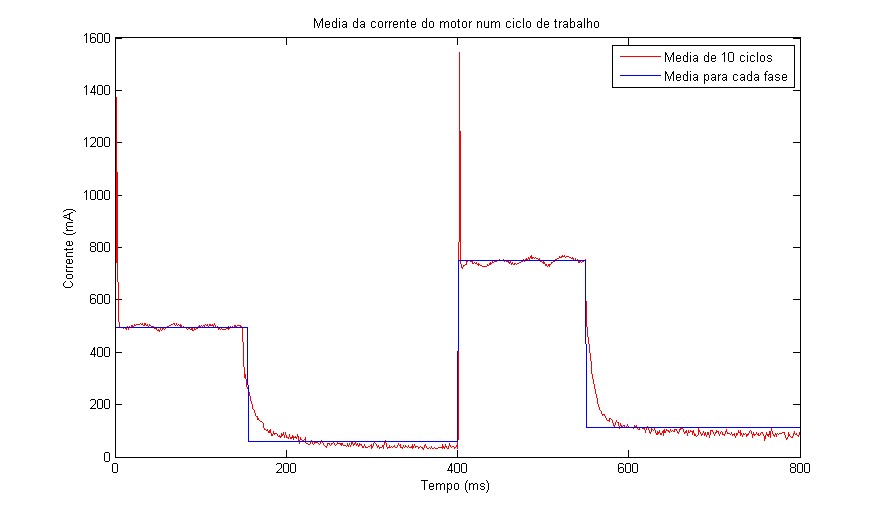 Media da corrente do motor num ciclo de trabalho
Media de 10 ciclos
Media para cada fase
Corrente (mA)
1600
1400
1200
1000
800
600
400
200
0
0 200 400 600 800
Tempo (ms)